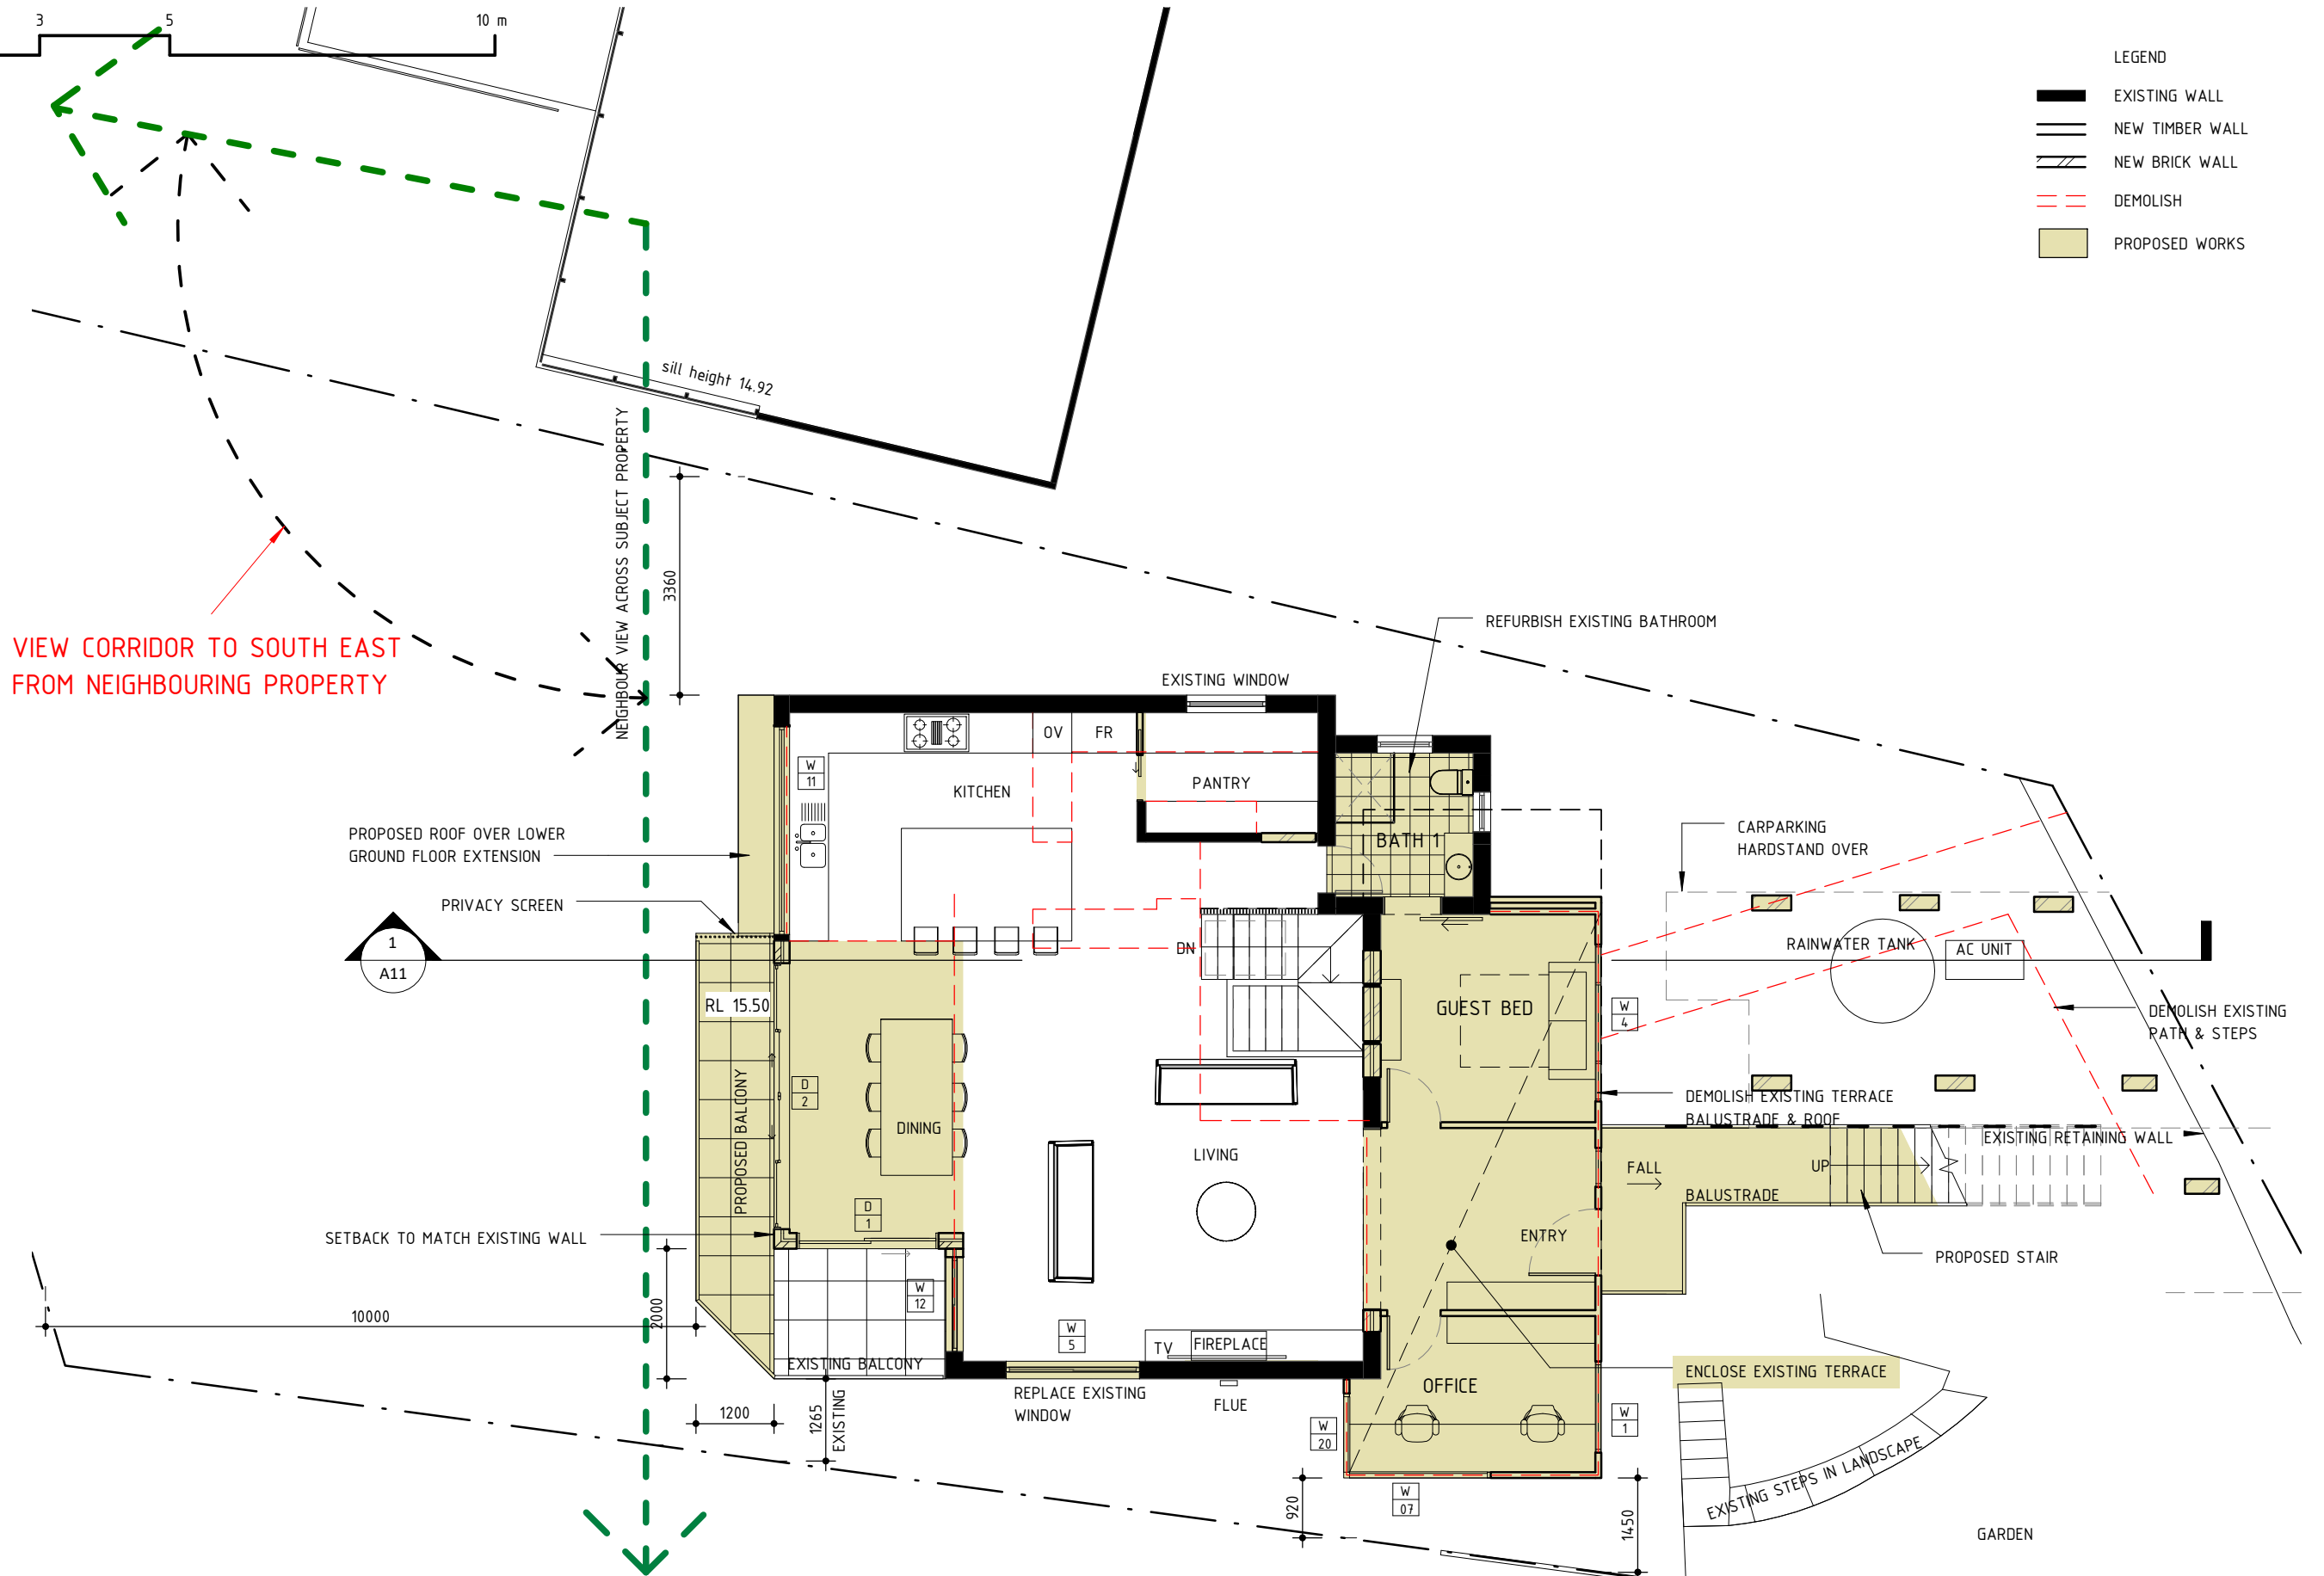 3
5
10 m
LEGEND
EXISTING WALL
NEW TIMBER WALL
NEW BRICK WALL
DEMOLISH
PROPOSED WORKS
sill height 14.92
NEIGHBOUR VIEW ACROSS SUBJECT PROPERTY
3360
VIEW CORRIDOR TO SOUTH EAST
FROM NEIGHBOURING PROPERTY
REFURBISH EXISTING BATHROOM
EXISTING WINDOW
OV
FR
W
11
KITCHEN
PANTRY
BATH 1
PROPOSED ROOF OVER LOWER
GROUND FLOOR EXTENSION
CARPARKING
HARDSTAND OVER
PRIVACY SCREEN
1
A11
DN
RAINWATER TANK
AC UNIT
RL 15.50
GUEST BED
W
4
DEMOLISH EXISTING
PATH & STEPS
PROPOSED BALCONY
D
2
DINING
DEMOLISH EXISTING TERRACE
BALUSTRADE & ROOF
EXISTING RETAINING WALL
LIVING
FALL
UP
BALUSTRADE
D
1
SETBACK TO MATCH EXISTING WALL
ENTRY
PROPOSED STAIR
W
12
10000
2000
W
5
TV
FIREPLACE
EXISTING BALCONY
ENCLOSE EXISTING TERRACE
REPLACE EXISTING
WINDOW
OFFICE
FLUE
1200
1265
EXISTING
W
20
W
1
EXISTING STEPS IN LANDSCAPE
W
07
920
1450
GARDEN